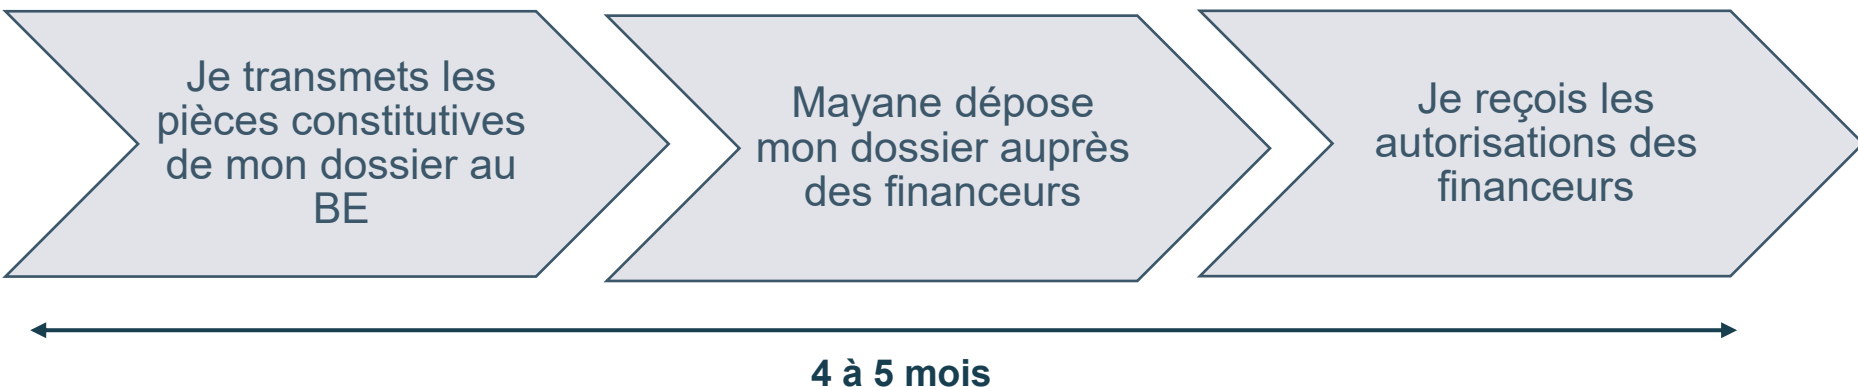 Je transmets les
pièces constitutives
de mon dossier au
BE
Mayane dépose
mon dossier auprès
des financeurs
Je reçois les
autorisations des
financeurs
4 à 5 mois